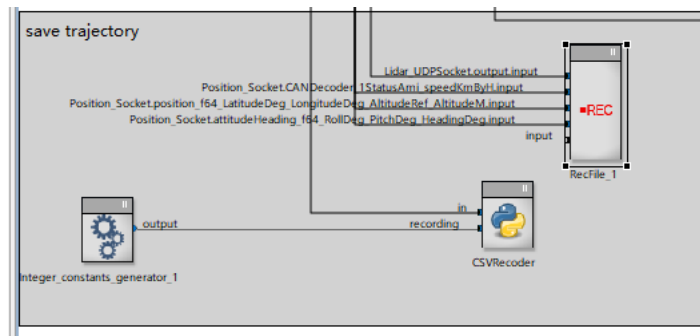 save trajectory
Lidar_UDPSocket.output.input
Position_Socket.CANDecoder_1StatusAmi_speedKmByH.input
Position_Socket.position_f64_LatitudeDeg_LongitudeDeg_AltitudeRef_AltitudeM.input
Position_Socket.attitudeHeading_f64_RollDeg_PitchDeg_HeadingDeg.input
input
REC
RecFile_1
output
in
recording
Integer_constants_generator_1
CSVRecoder